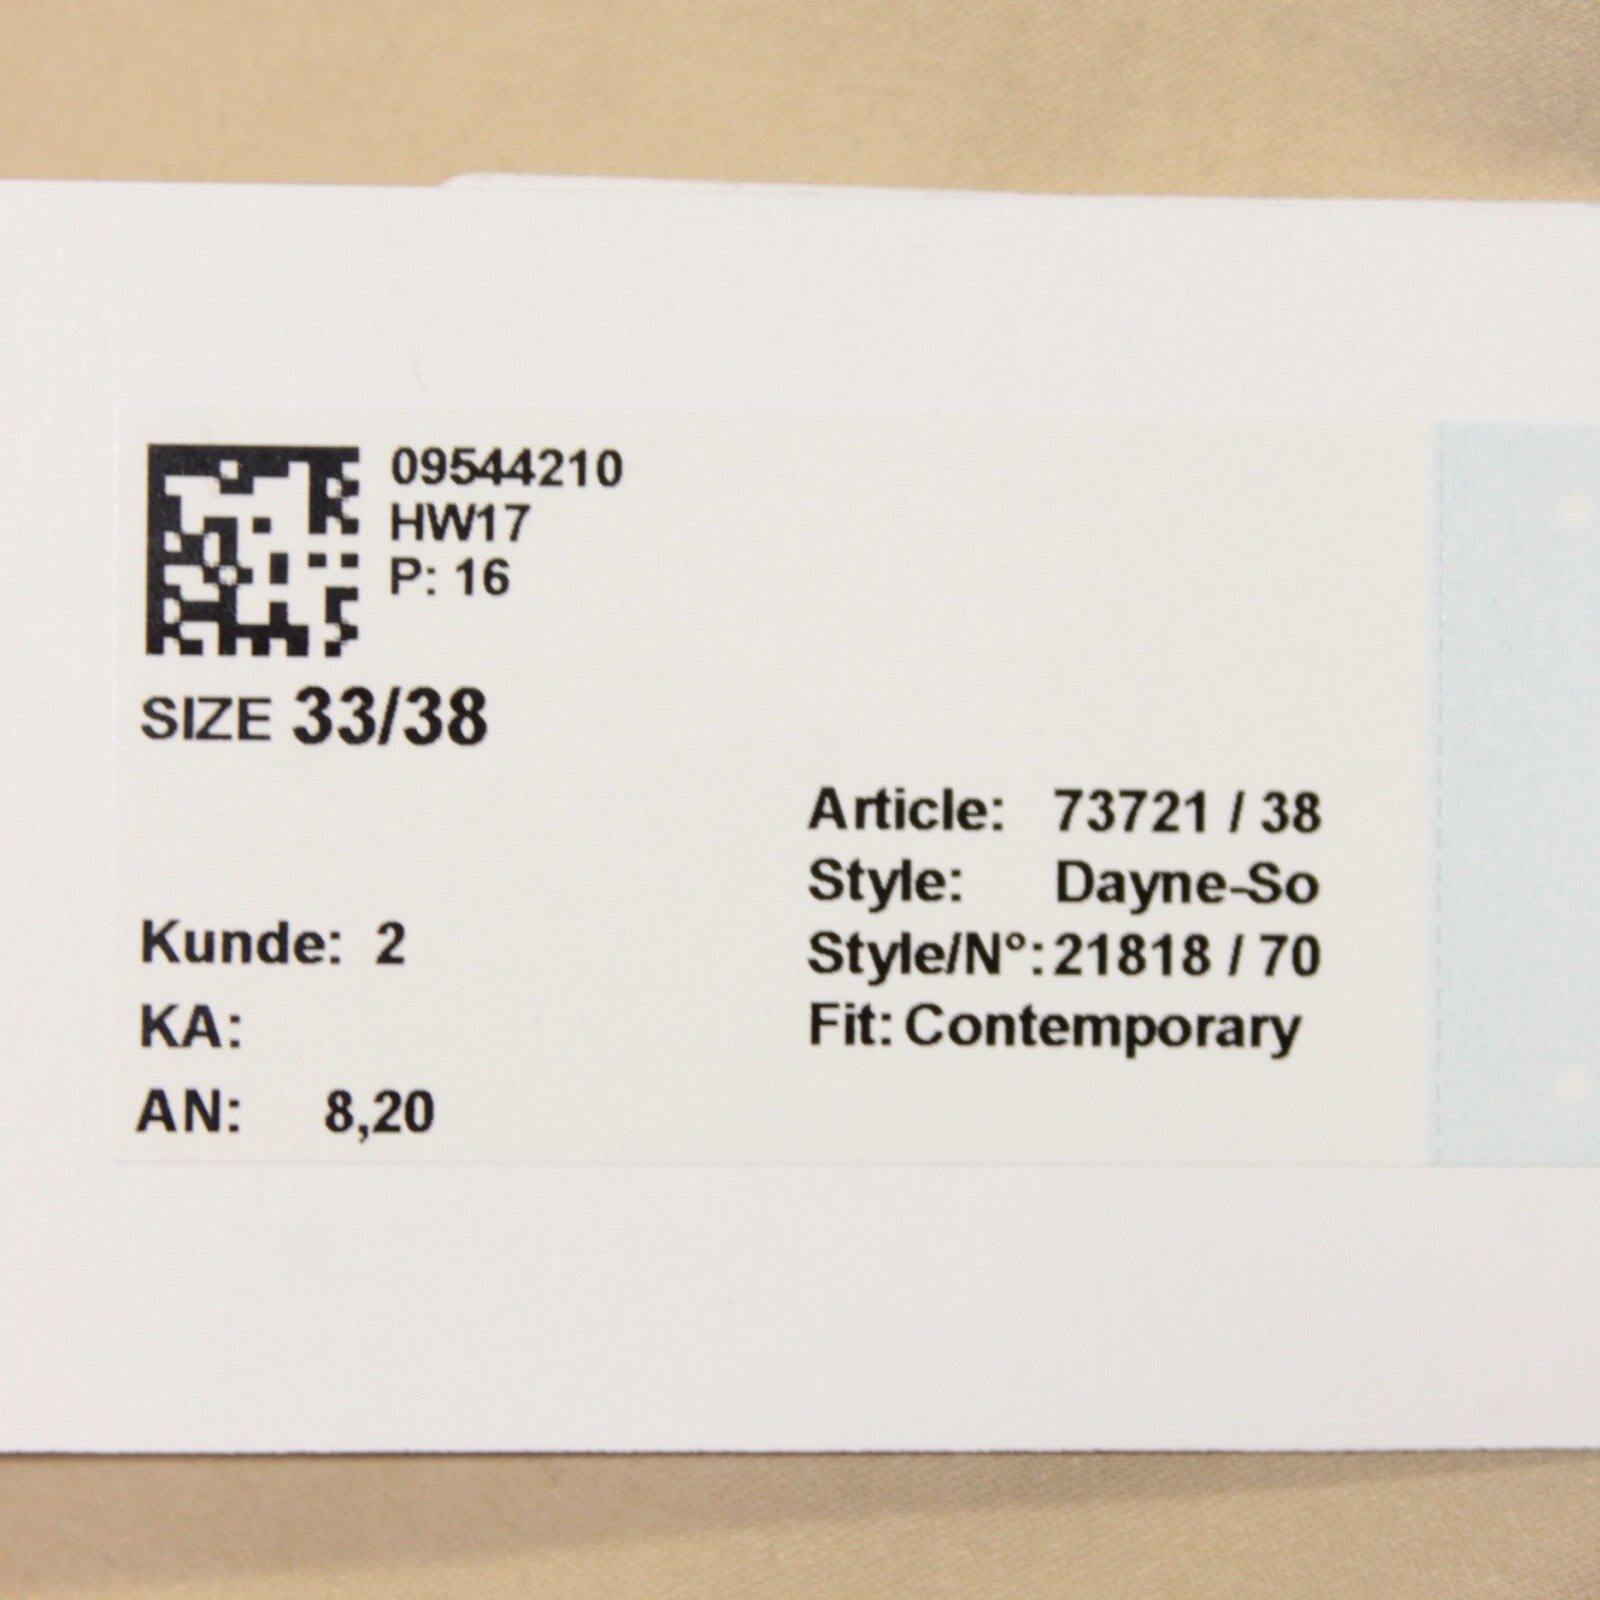 09544210
HW17
P: 16
SIZE 33/38
Article: 73721 / 38
Style: Dayne-So
Style/N°: 21818 / 70
Fit: Contemporary
Kunde: 2
KA:
AN: 8,20